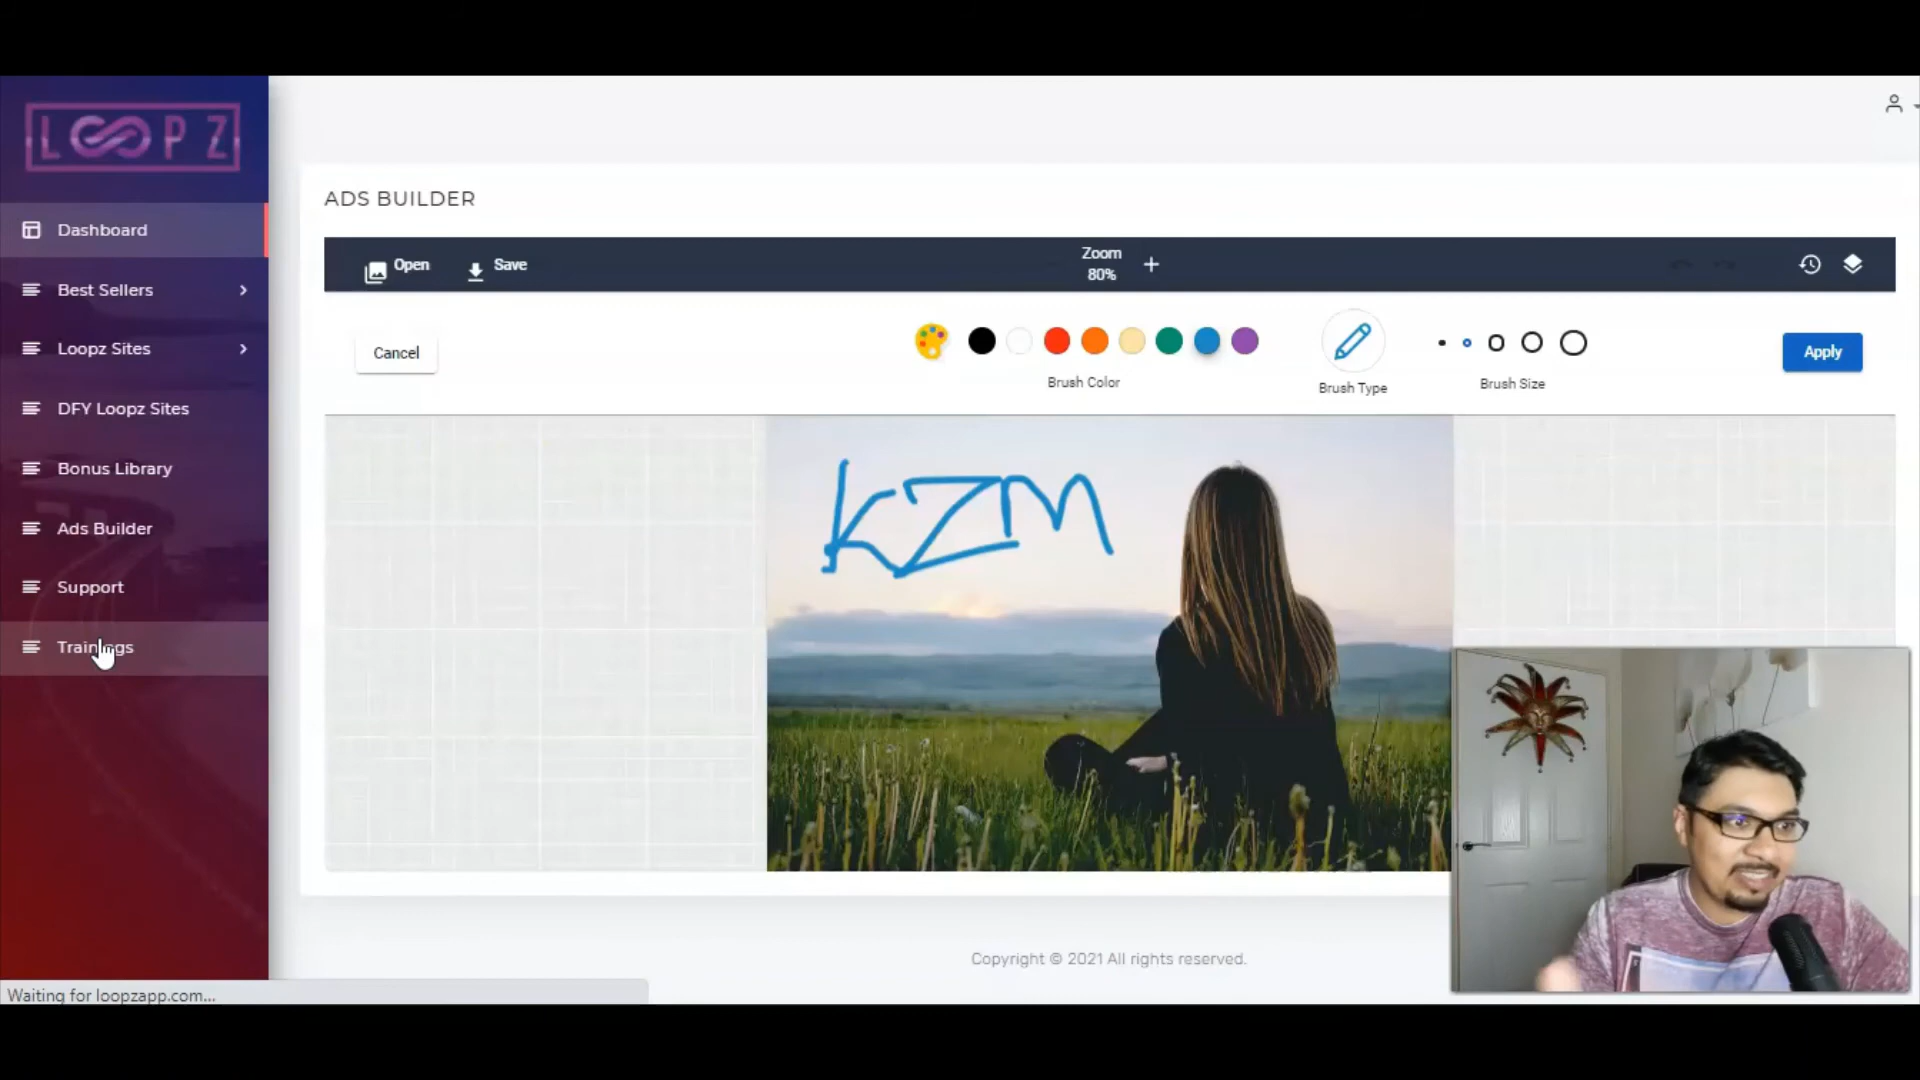 LOOPZ
Dashboard
Best Sellers
Loopz Sites
DFY Loopz Sites
Bonus Library
Ads Builder
Support
Trainings
ADS BUILDER
Open
Save
Zoom
80%
Cancel
Brush Color
Brush Type
Brush Size
Apply
kZM
Copyright © 2021 All rights reserved.
Waiting for loopzapp.com...